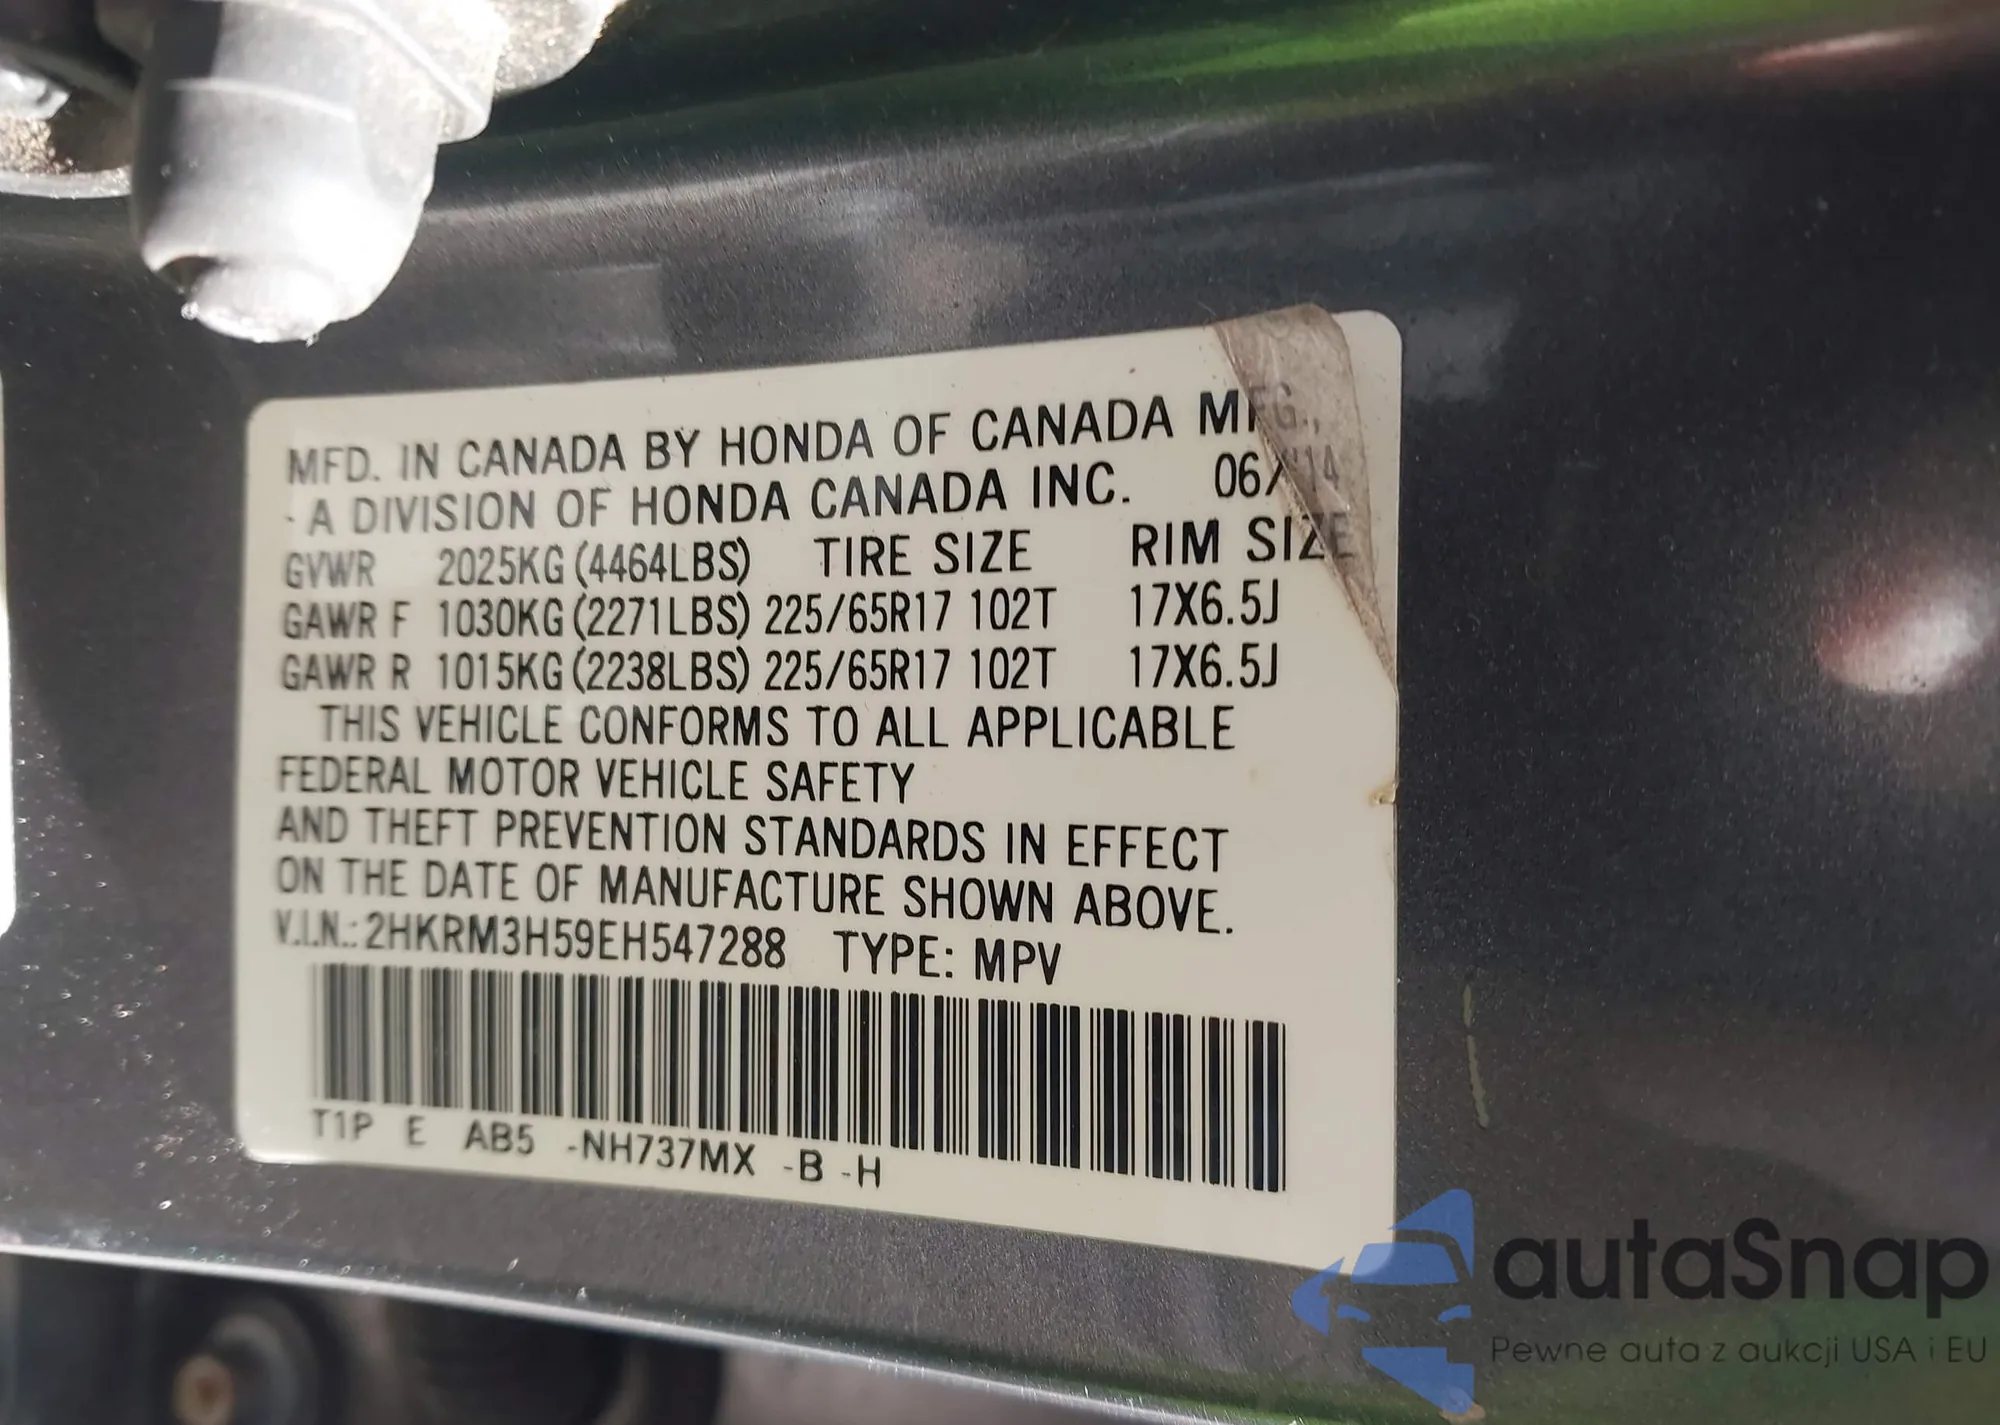 MFD. IN CANADA BY HONDA OF CANADA MFG.,
- A DIVISION OF HONDA CANADA INC. 06/'14
GVWR 2025KG (4464LBS) TIRE SIZE RIM SIZE
GAWR F 1030KG (2271LBS) 225/65R17 102T 17X6.5J
GAWR R 1015KG (2238LBS) 225/65R17 102T 17X6.5J
THIS VEHICLE CONFORMS TO ALL APPLICABLE
FEDERAL MOTOR VEHICLE SAFETY
AND THEFT PREVENTION STANDARDS IN EFFECT
ON THE DATE OF MANUFACTURE SHOWN ABOVE.
V.I.N.: 2HKRM3H59EH547288 TYPE: MPV
T1P E AB5 -NH737MX -B -H
autaSnap
Pewne auta z aukcji USA i EU